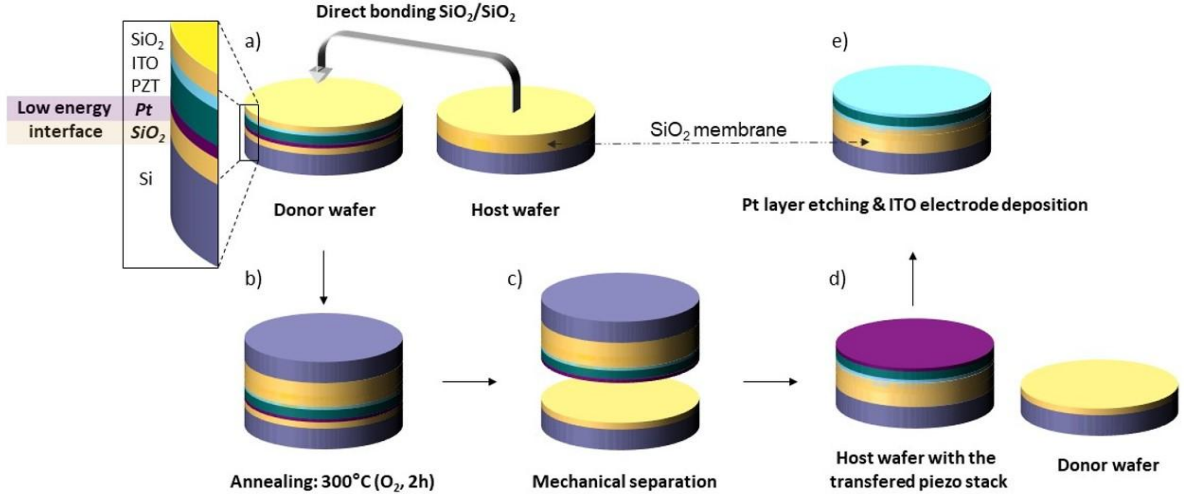 Direct bonding SiO₂/SiO₂
SiO₂
ITO
PZT
Low energy Pt
interface SiO₂
Si
a)
Donor wafer
Host wafer
SiO₂ membrane
e)
Pt layer etching & ITO electrode deposition
b)
Annealing: 300°C (O₂, 2h)
c)
Mechanical separation
d)
Host wafer with the
transfered piezo stack
Donor wafer